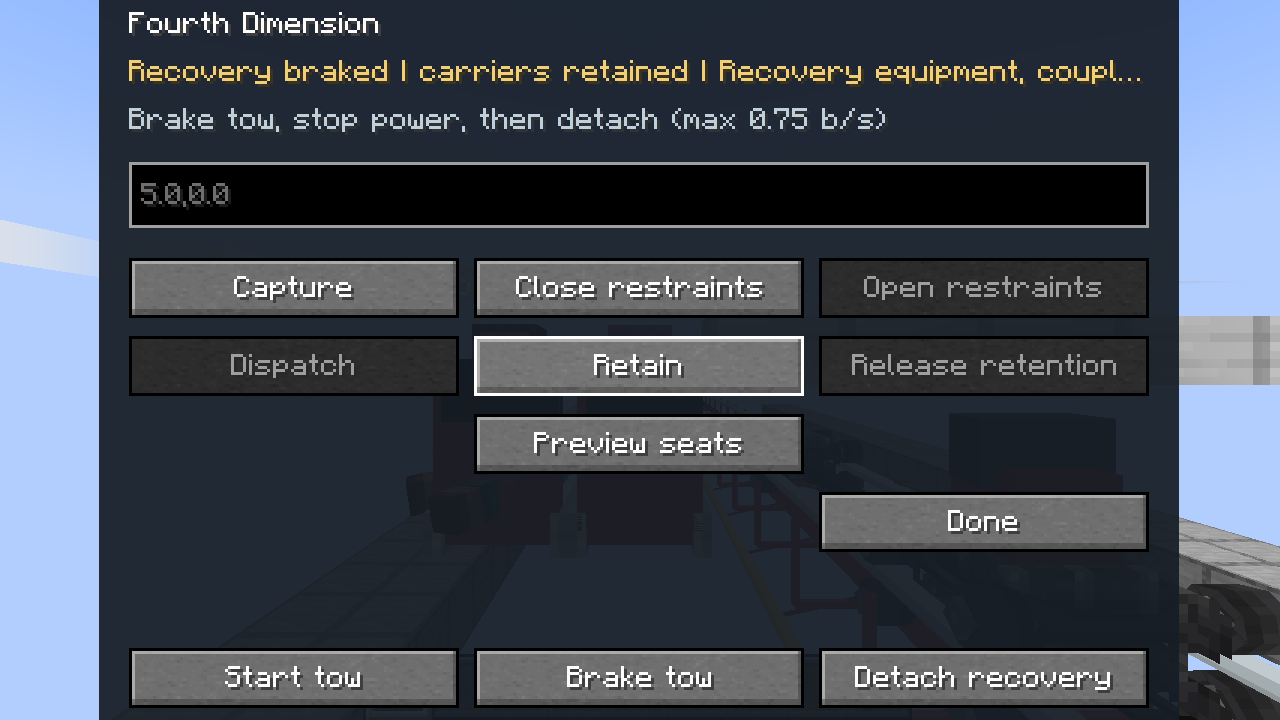 Fourth Dimension
Recovery braked | carriers retained | Recovery equipment, coupl...
Brake tow, stop power, then detach (max 0.75 b/s)
5.0,0.0
Capture
Close restraints
Open restraints
Dispatch
Retain
Release retention
Preview seats
Done
Start tow
Brake tow
Detach recovery